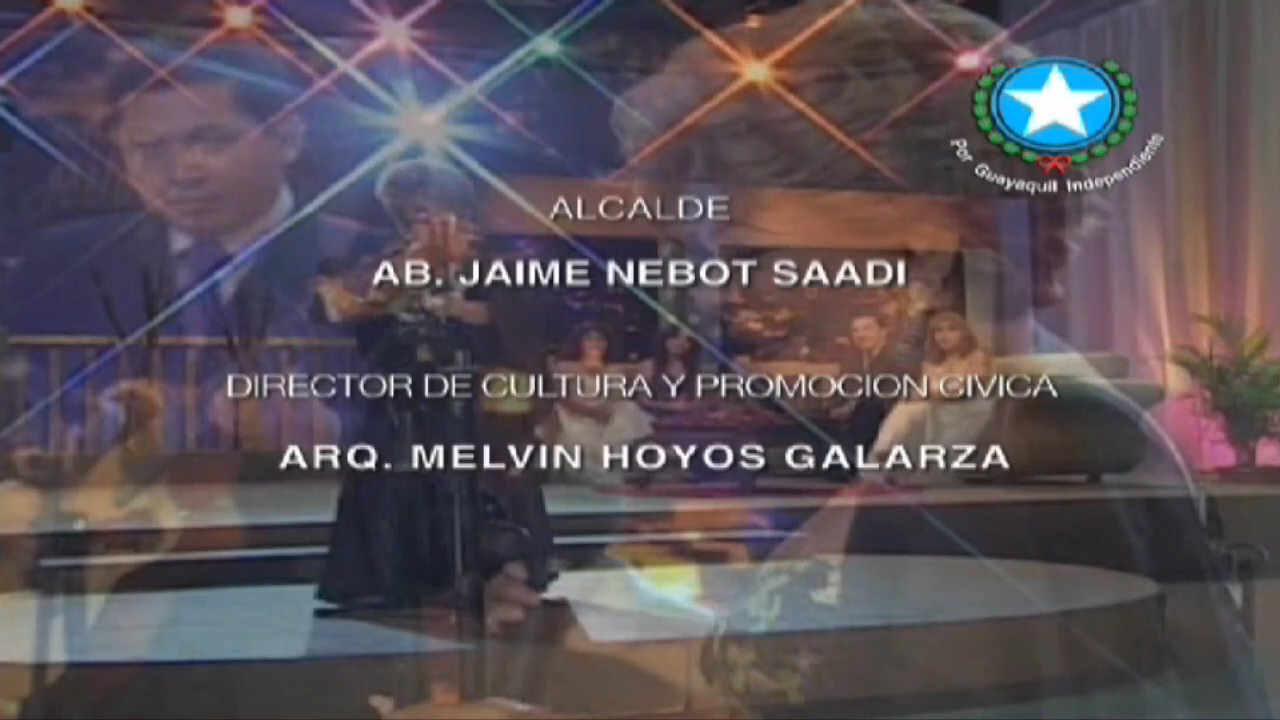 Por Guayaquil Independiente
ALCALDE
AB. JAIME NEBOT SAADI
DIRECTOR DE CULTURA Y PROMOCION CIVICA
ARQ. MELVIN HOYOS GALARZA